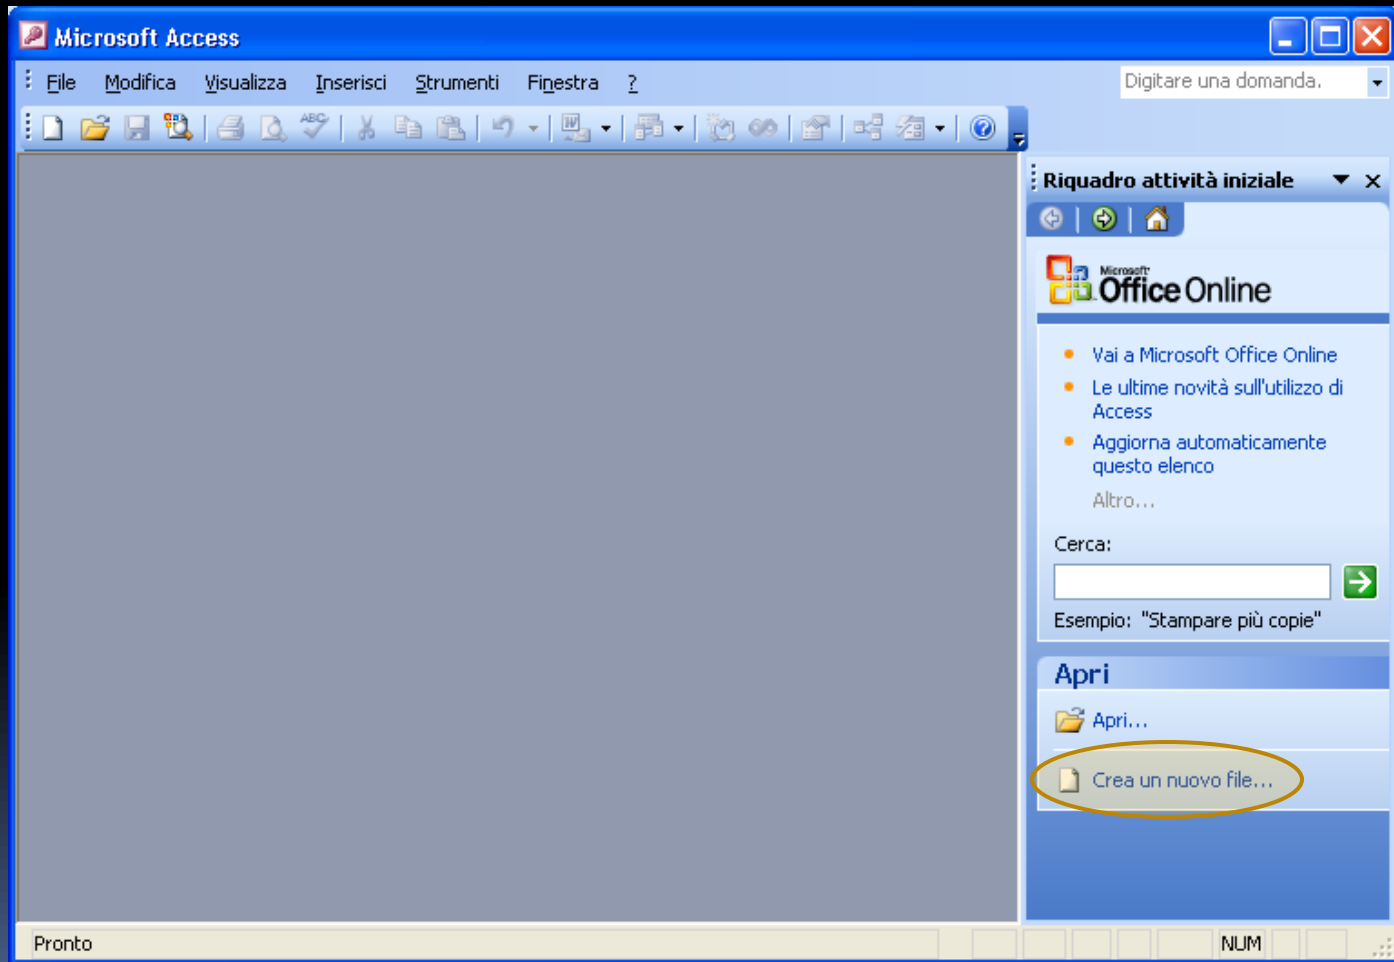 Microsoft Access
File Modifica Visualizza Inserisci Strumenti Finestra ?
Digitare una domanda.
ABC
W
Riquadro attività iniziale
Microsoft
Office Online
Vai a Microsoft Office Online
Le ultime novità sull'utilizzo di
Access
Aggiorna automaticamente
questo elenco
Altro...
Cerca:
Esempio: "Stampare più copie"
Apri
Apri...
Crea un nuovo file...
Pronto
NUM